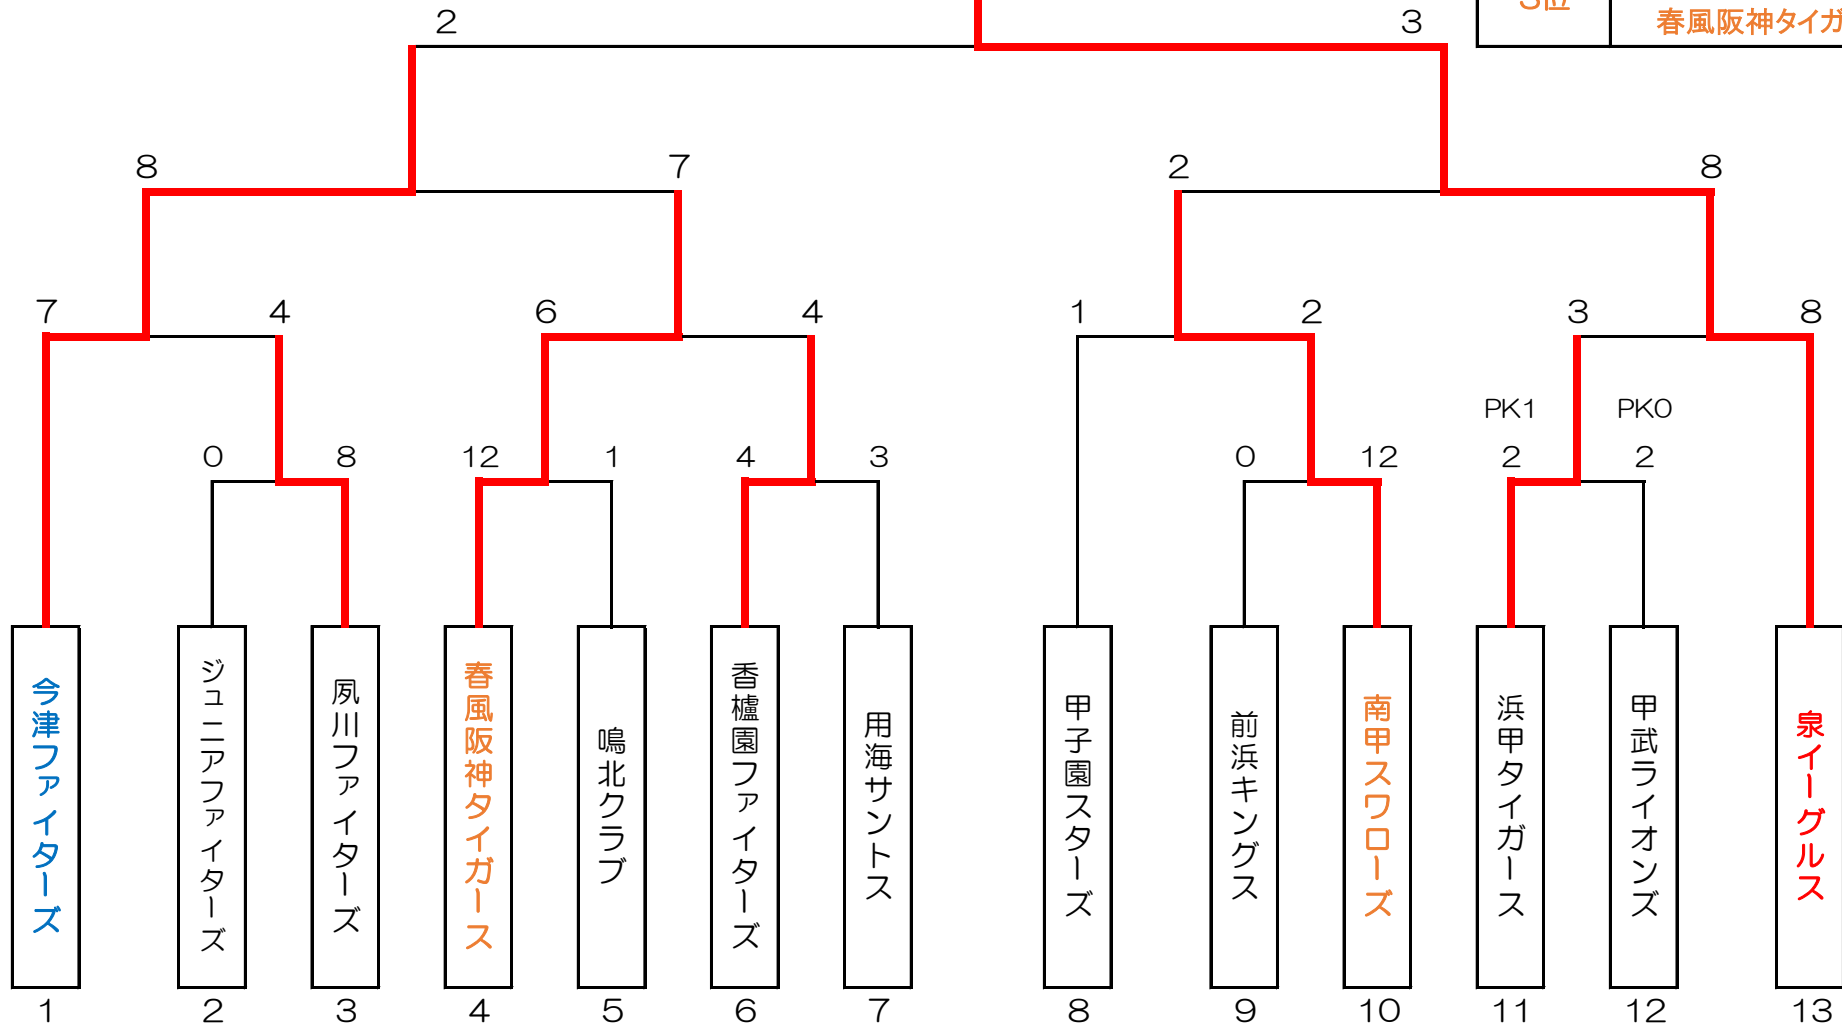 3位
春風阪神タイガ
2
3
8
7
2
8
7
4
6
4
1
2
3
8
PK1
PK0
0
8
12
1
4
3
0
12
2
2
今津ファイターズ
ジュニアファイターズ
夙川ファイターズ
春風阪神タイガース
鳴北クラブ
香櫨園ファイターズ
用海サントス
甲子園スターズ
前浜キングス
南甲スワローズ
浜甲タイガース
甲武ライオンズ
泉イーグルス
1
2
3
4
5
6
7
8
9
10
11
12
13